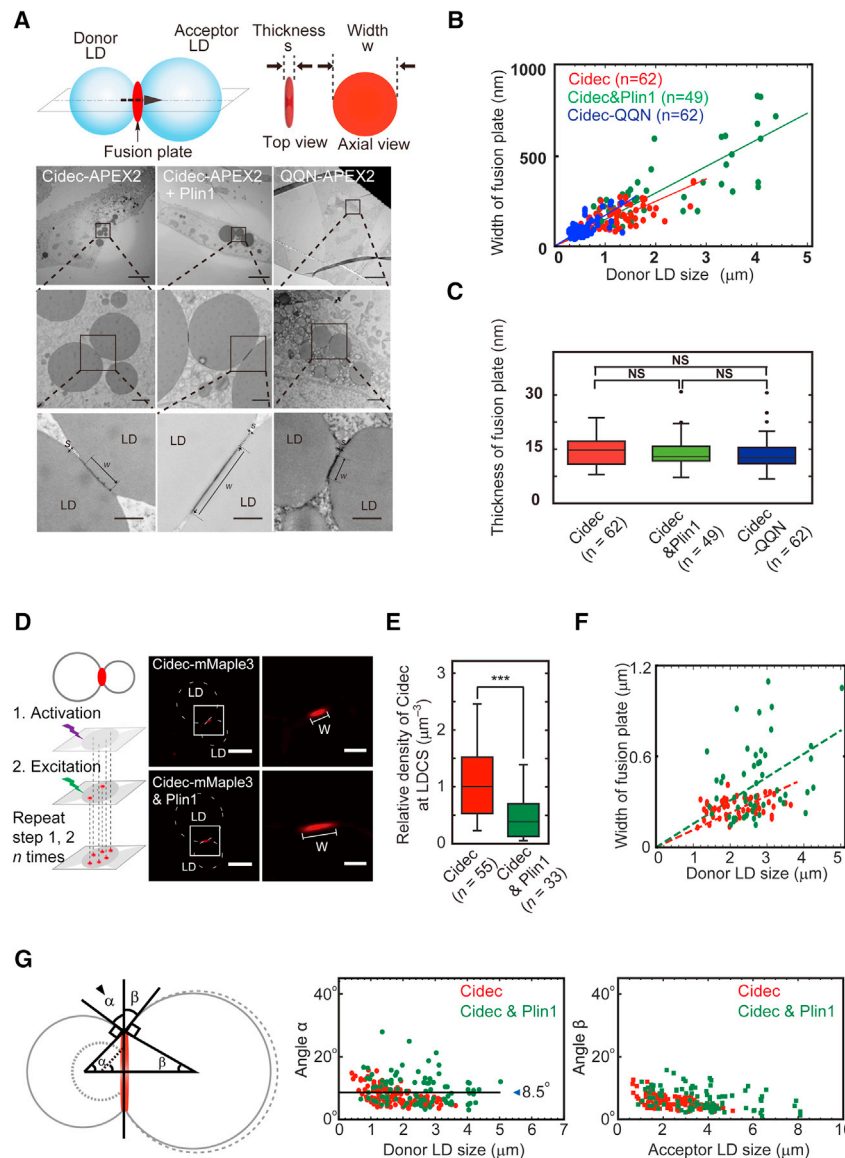 A
Donor
LD
Acceptor
LD
Fusion plate
Thickness
s
Width
w
Top view
Axial view
Cidec-APEX2
Cidec-APEX2
+ Plin1
QQN-APEX2
LD
LD
s
w
LD
LD
s
w
LD
LD
s
w
B
Width of fusion plate (nm)
1000
500
0
Cidec (n=62)
Cidec&Plin1 (n=49)
Cidec-QQN (n=62)
0 1 2 3 4 5
Donor LD size (μm)
C
Thickness of fusion plate (nm)
30
15
0
NS
NS
NS
Cidec
(n = 62)
Cidec
&Plin1
(n = 49)
Cidec
-QQN
(n = 62)
D
1. Activation
2. Excitation
Repeat
step 1, 2
n times
Cidec-mMaple3
LD
LD
W
Cidec-mMaple3
& Plin1
LD
LD
W
E
Relative density of Cidec
at LDCS (μm⁻³)
3
2
1
0
***
Cidec
(n = 55)
Cidec
& Plin1
(n = 33)
F
Width of fusion plate (μm)
1.2
0.6
0
0 1 2 3 4 5
Donor LD size (μm)
G
α
β
α
β
Angle α
40°
20°
0
Cidec
Cidec & Plin1
8.5°
0 1 2 3 4 5 6 7
Donor LD size (μm)
Angle β
40°
20°
0
Cidec
Cidec & Plin1
0 2 4 6 8 10
Acceptor LD size (μm)